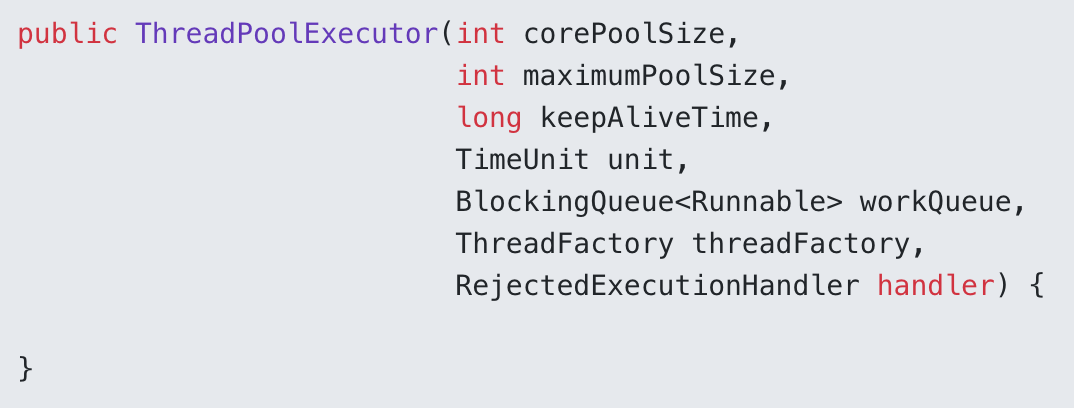 public ThreadPoolExecutor(int corePoolSize,
                          int maximumPoolSize,
                          long keepAliveTime,
                          TimeUnit unit,
                          BlockingQueue<Runnable> workQueue,
                          ThreadFactory threadFactory,
                          RejectedExecutionHandler handler) {
}